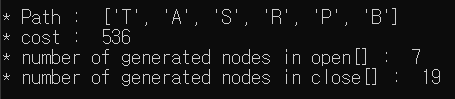 * Path :  ['T', 'A', 'S', 'R', 'P', 'B']
* cost :  536
* number of generated nodes in open[] :  7
* number of generated nodes in close[] :  19